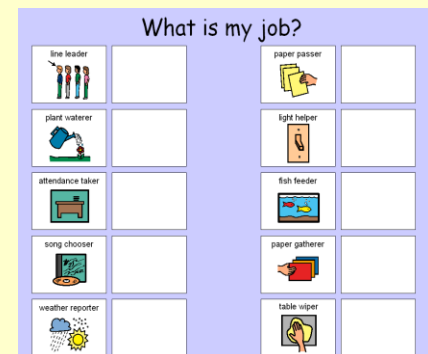 What is my job?
line leader
paper passer
plant waterer
light helper
attendance taker
fish feeder
song chooser
paper gatherer
weather reporter
table wiper